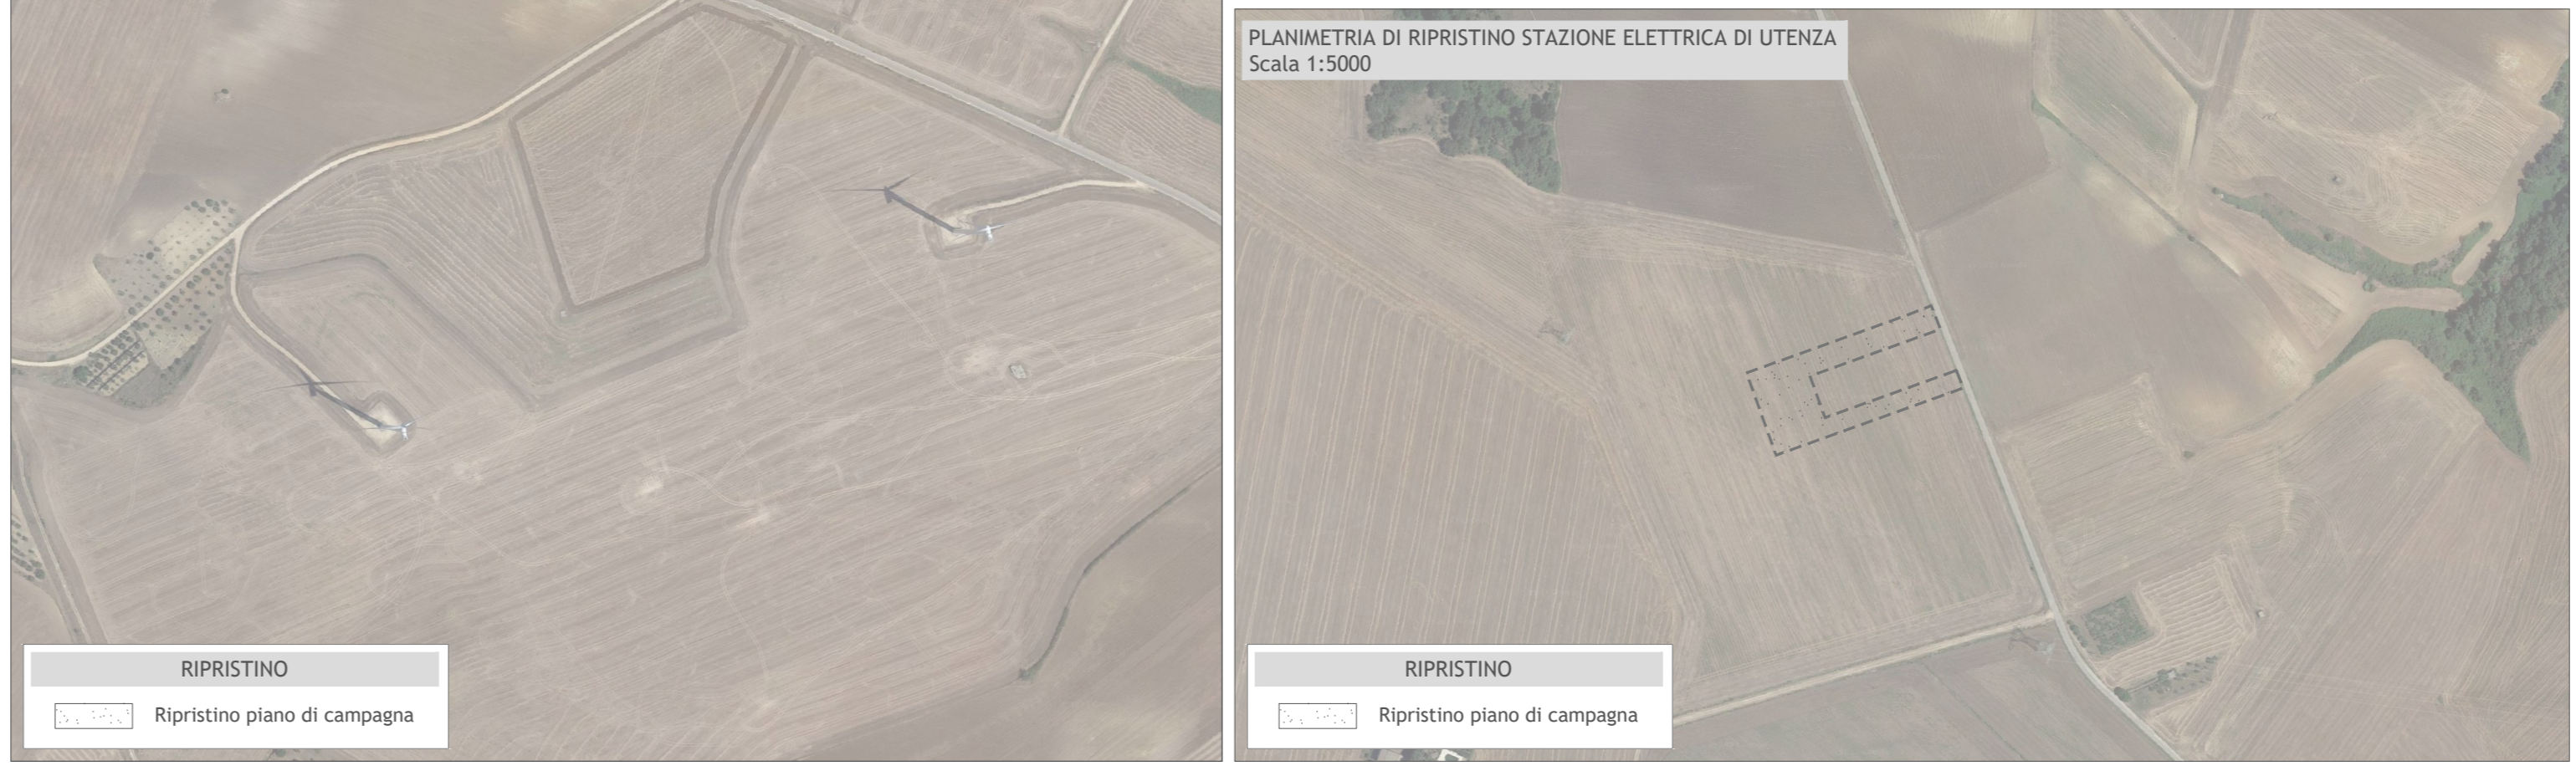 PLANIMETRIA DI RIPRISTINO STAZIONE ELETTRICA DI UTENZA
Scala 1:5000
RIPRISTINO
Ripristino piano di campagna
RIPRISTINO
Ripristino piano di campagna